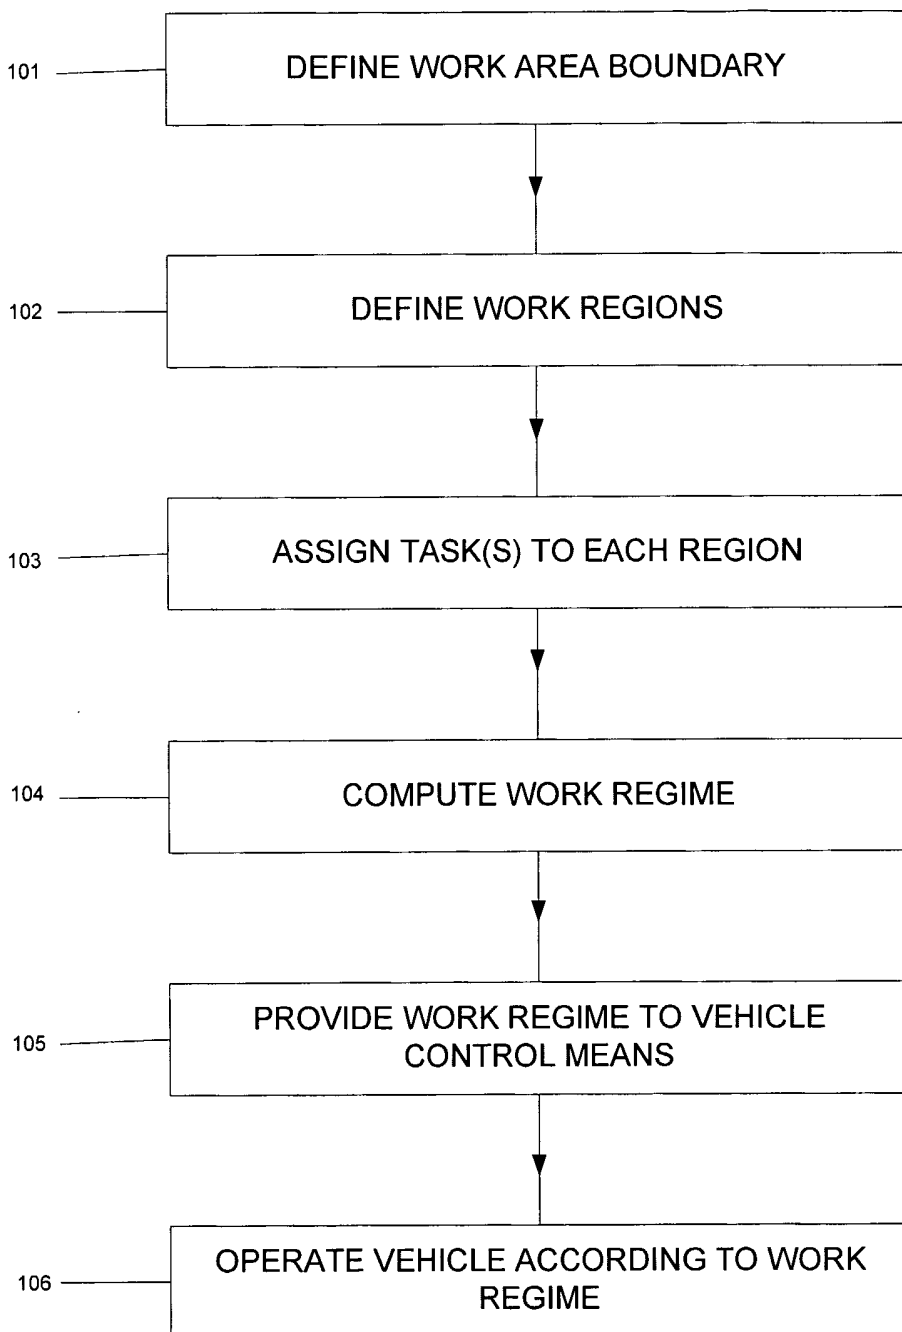 101
DEFINE WORK AREA BOUNDARY
102
DEFINE WORK REGIONS
103
ASSIGN TASK(S) TO EACH REGION
104
COMPUTE WORK REGIME
105
PROVIDE WORK REGIME TO VEHICLE
CONTROL MEANS
106
OPERATE VEHICLE ACCORDING TO WORK
REGIME